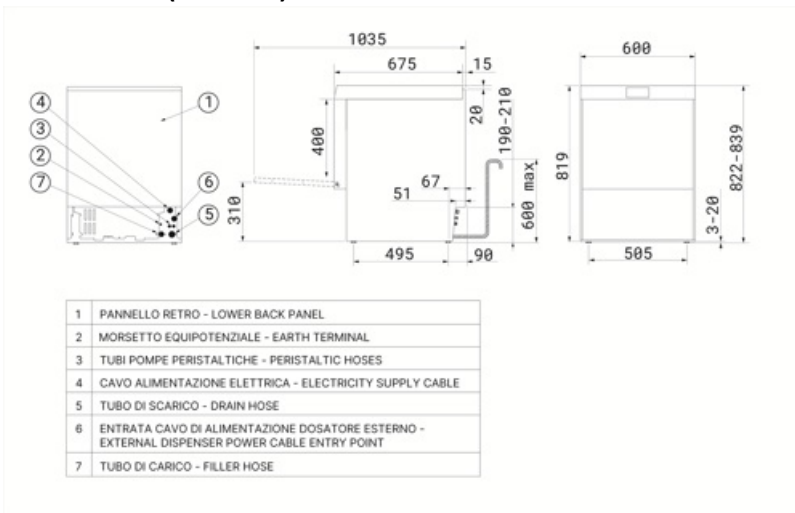 1035
675
15
600
4
3
2
7
1
6
5
400
20
190-210
67
51
310
600 max
819
822-839
3-20
495
90
505
1 PANNELLO RETRO - LOWER BACK PANEL
2 MORSETTO EQUIPOTENZIALE - EARTH TERMINAL
3 TUBI POMPE PERISTALTICHE - PERISTALTIC HOSES
4 CAVO ALIMENTAZIONE ELETTRICA - ELECTRICITY SUPPLY CABLE
5 TUBO DI SCARICO - DRAIN HOSE
6 ENTRATA CAVO DI ALIMENTAZIONE DOSATORE ESTERNO -
EXTERNAL DISPENSER POWER CABLE ENTRY POINT
7 TUBO DI CARICO - FILLER HOSE